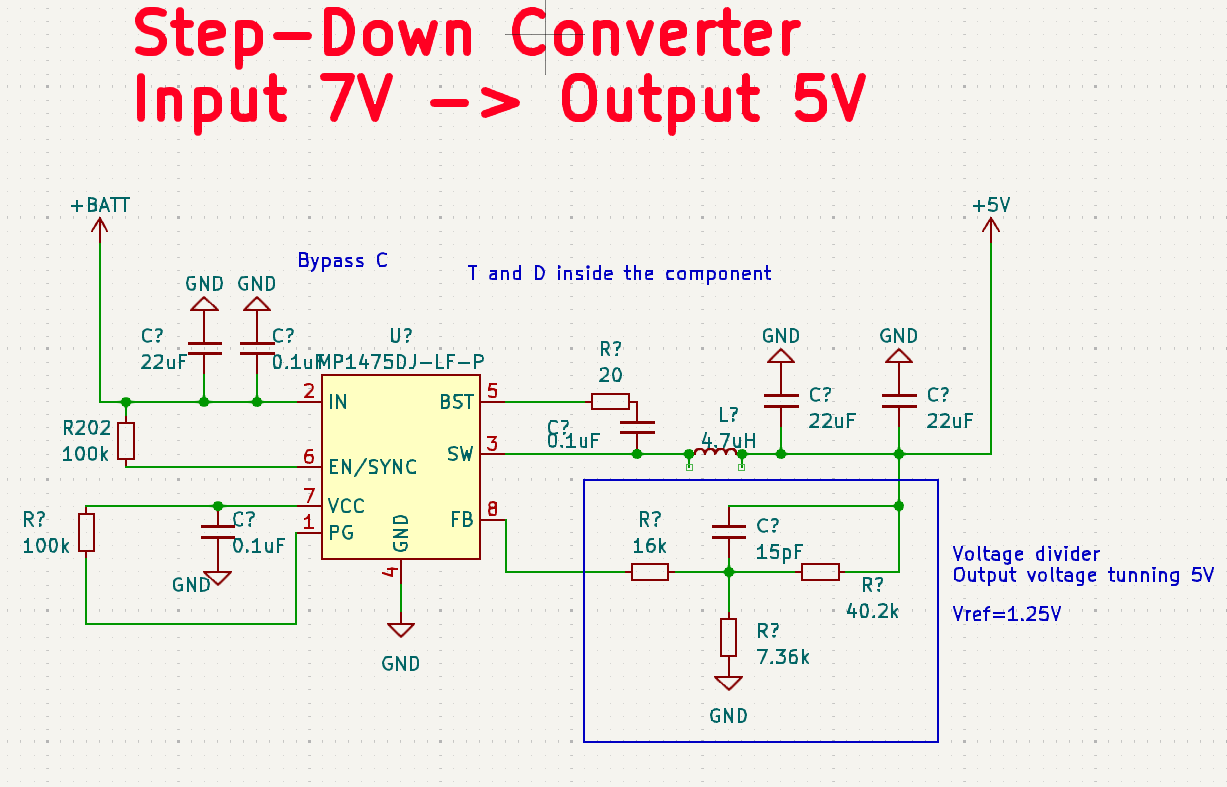 Step-Down Converter
Input 7V -> Output 5V
+BATT
+5V
Bypass C
T and D inside the component
GND
GND
C?
22uF
C?
0.1uF
U?
MP1475DJ-LF-P
R?
20
GND
GND
C?
22uF
C?
22uF
2
IN
BST
5
R202
100k
C?
0.1uF
L?
4.7uH
6
EN/SYNC
SW
3
7
VCC
1
PG
GND
4
FB
8
R?
100k
C?
0.1uF
GND
GND
R?
16k
C?
15pF
R?
40.2k
R?
7.36k
GND
Voltage divider
Output voltage tunning 5V
Vref=1.25V